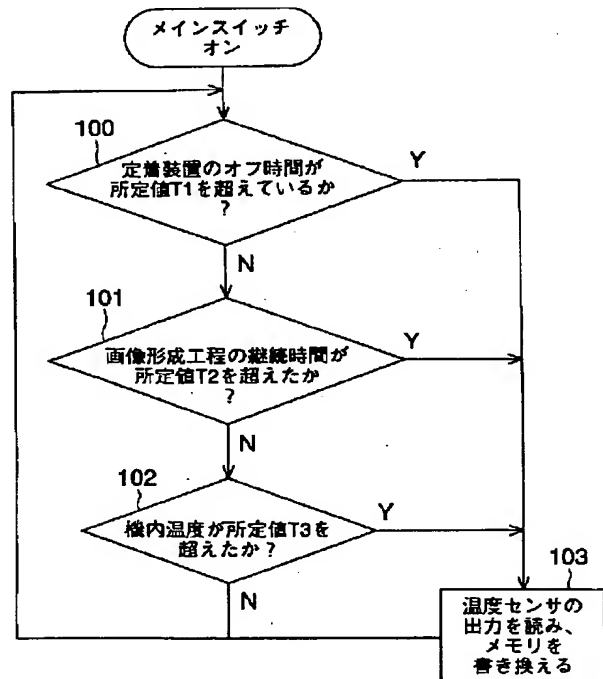 メインスイッチ
オン
100
定着装置のオフ時間が
所定値T1を超えているか
?
Y
N
101
画像形成工程の継続時間が
所定値T2を超えたか
?
Y
N
102
機内温度が所定値T3を
超えたか?
Y
N
103
温度センサの
出力を読み、
メモリを
書き換える